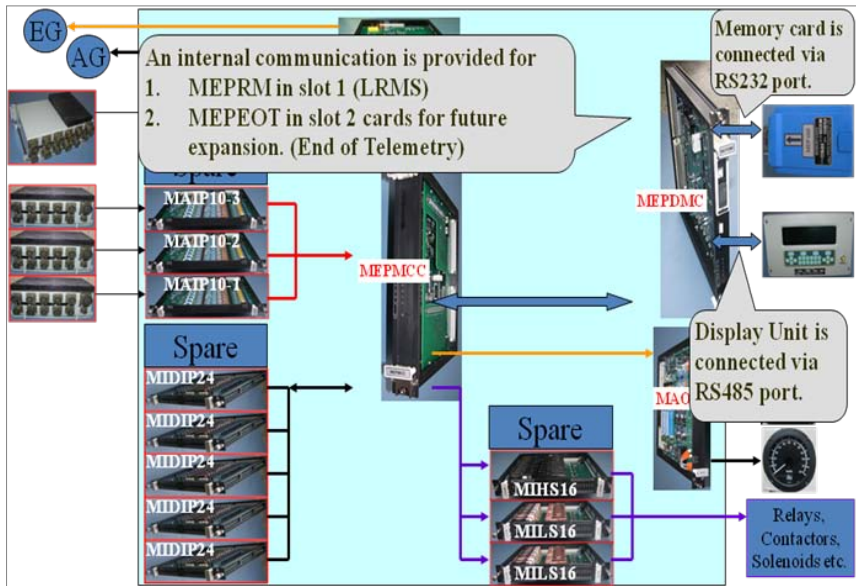 EG
AG
An internal communication is provided for
1. MEPRM in slot 1 (LRMS)
2. MEPEOT in slot 2 cards for future
expansion. (End of Telemetry)
Memory card is
connected via
RS232 port.
MAIP10-3
MAIP10-2
MAIP10-1
MEPMCC
MEPDMC
Spare
MIDIP24
MIDIP24
MIDIP24
MIDIP24
MIDIP24
Display Unit is
connected via
RS485 port.
Spare
MIHS16
MILS16
MILS16
Relays,
Contactors,
Solenoids etc.